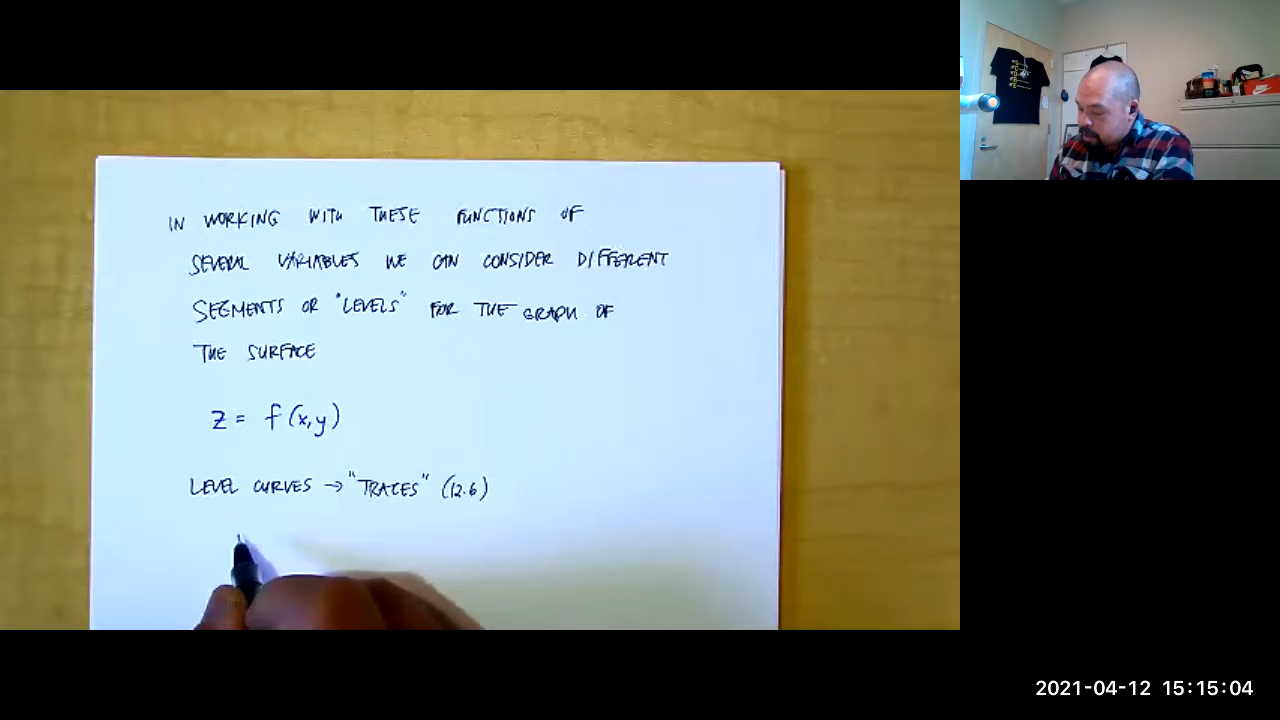 IN WORKING WITH THESE FUNCTIONS OF
SEVERAL VARIABLES WE CAN CONSIDER DIFFERENT
SEGMENTS OR "LEVELS" FOR THE GRAPH OF
THE SURFACE
z = f(x,y)
LEVEL CURVES → "TRACES" (12.6)
2021-04-12 15:15:04